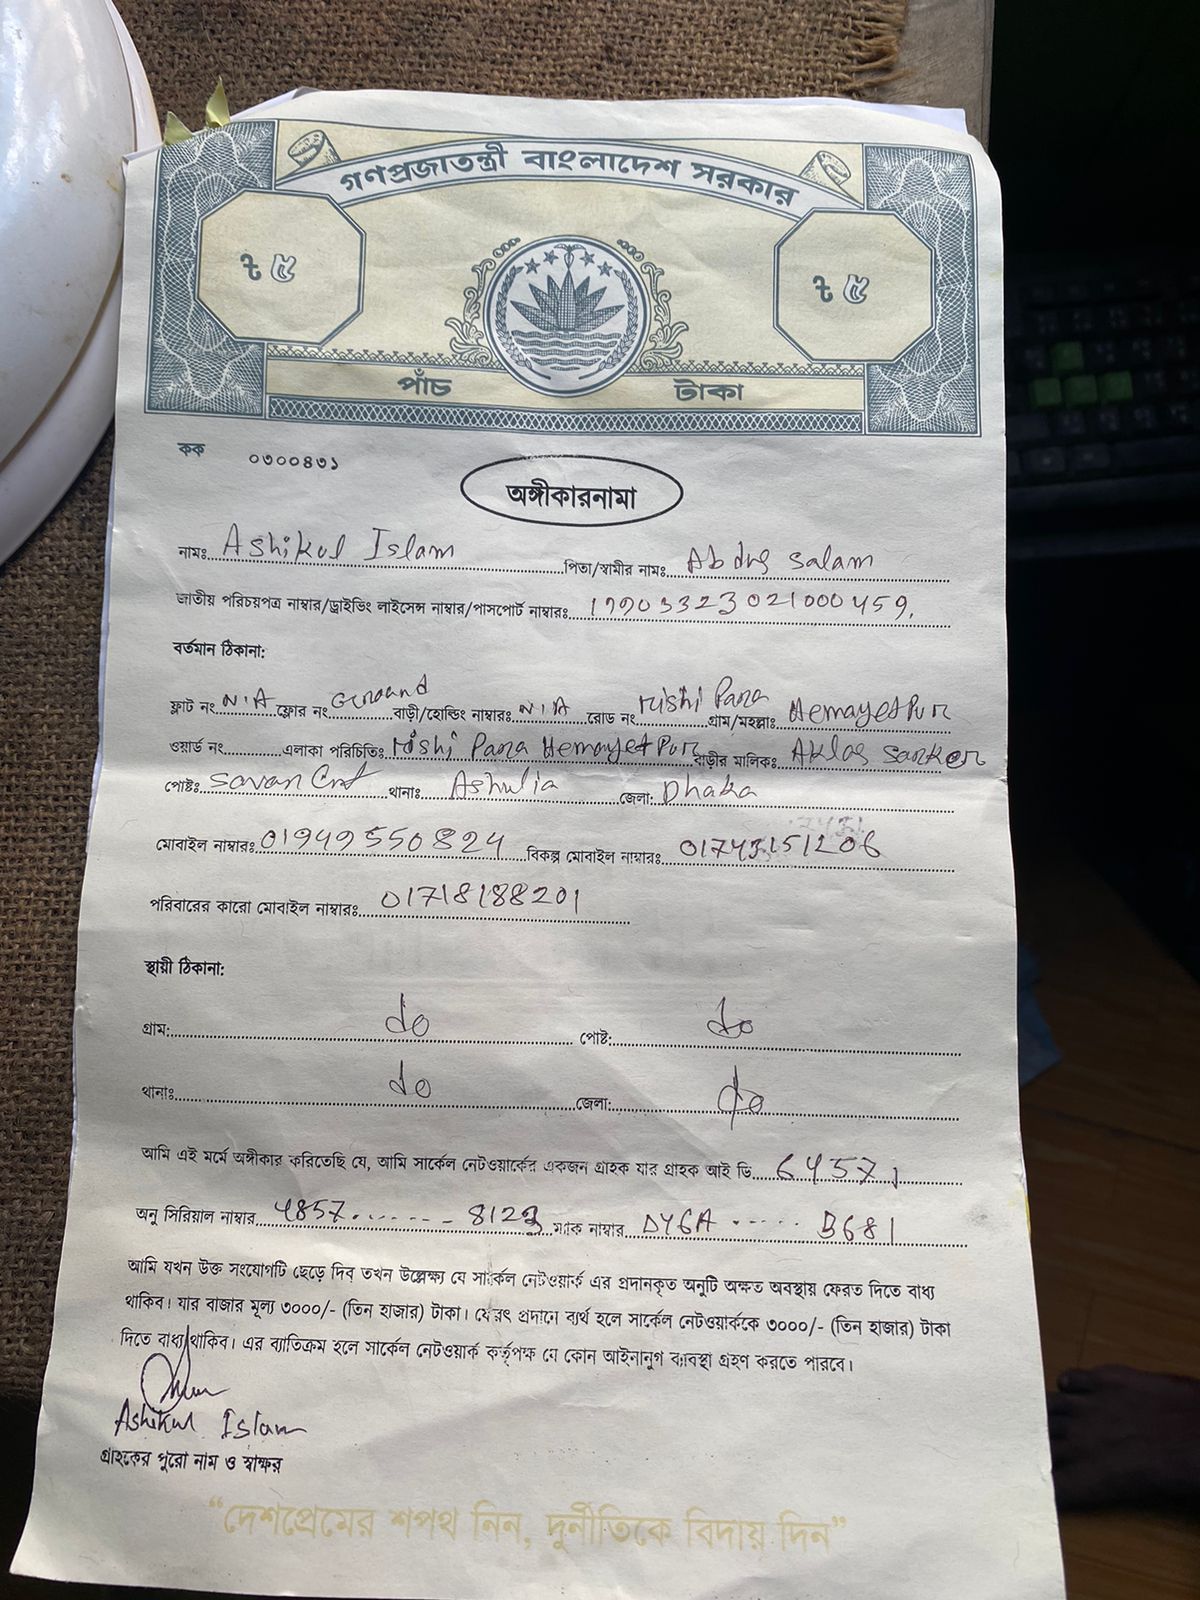 গণপ্রজাতন্ত্রী বাংলাদেশ সরকার
৳ ৫ ৳ ৫
পাঁচ টাকা
কক ০৩০০৪৩১
অঙ্গীকারনামা
নামঃ Ashikul Islam পিতা/স্বামীর নামঃ Abdus Salam
জাতীয় পরিচয়পত্র নাম্বার/ড্রাইভিং লাইসেন্স নাম্বার/পাসপোর্ট নাম্বারঃ 19903323021000459.
বর্তমান ঠিকানা:
ফ্লাট নং N'A ফ্লোর নং Ground বাড়ী/হোল্ডিং নাম্বারঃ N'A রোড নং Rishi Para গ্রাম/মহল্লাঃ Hemayetpur
ওয়ার্ড নং এলাকা পরিচিতিঃ Rishi Para Hemayetpur বাড়ীর মালিকঃ Aklas Sarker
পোষ্টঃ Savar Cnt থানাঃ Ashulia জেলা: Dhaka
মোবাইল নাম্বারঃ 01949550824 বিকল্প মোবাইল নাম্বারঃ 01743151206
পরিবারের কারো মোবাইল নাম্বারঃ 01718188201
স্থায়ী ঠিকানা:
গ্রাম: do পোষ্ট: do
থানাঃ do জেলা: do
আমি এই মর্মে অঙ্গীকার করিতেছি যে, আমি সার্কেল নেটওয়ার্কের একজন গ্রাহক যার গ্রাহক আই ডি 64571
অনু সিরিয়াল নাম্বার 4857 ------- 8123 ম্যাক নাম্বার DY6A ----- B681
আমি যখন উক্ত সংযোগটি ছেড়ে দিব তখন উল্লেক্ষ্য যে সার্কেল নেটওয়ার্ক এর প্রদানকৃত অনুটি অক্ষত অবস্থায় ফেরত দিতে বাধ্য
থাকিব। যার বাজার মূল্য ৩০০০/- (তিন হাজার) টাকা। ফেরৎ প্রদানে ব্যর্থ হলে সার্কেল নেটওয়ার্ককে ৩০০০/- (তিন হাজার) টাকা
দিতে বাধ্য থাকিব। এর ব্যাতিক্রম হলে সার্কেল নেটওয়ার্ক কর্তৃপক্ষ যে কোন আইনানুগ ব্যবস্থা গ্রহণ করতে পারবে।
Ashikul Islam
গ্রাহকের পুরো নাম ও স্বাক্ষর
“দেশপ্রেমের শপথ নিন, দুর্নীতিকে বিদায় দিন”